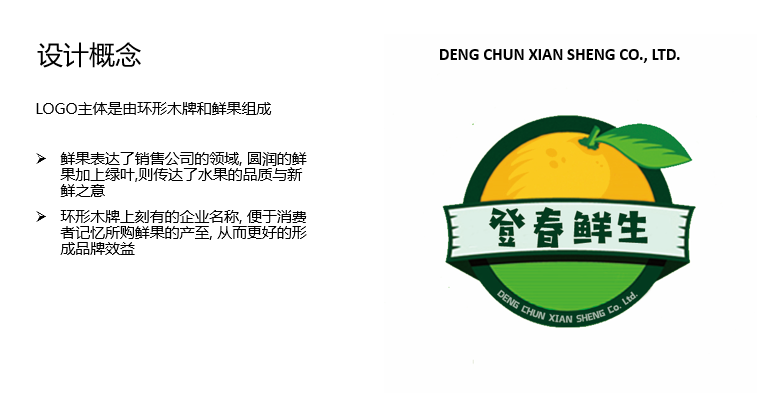 设计概念
LOGO主体是由环形木牌和鲜果组成
鲜果表达了销售公司的领域, 圆润的鲜
果加上绿叶,则传达了水果的品质与新
鲜之意
环形木牌上刻有的企业名称, 便于消费
者记忆所购鲜果的产至, 从而更好的形
成品牌效益
DENG CHUN XIAN SHENG CO., LTD.
登春鲜生
DENG CHUN XIAN SHENG Co. Ltd.